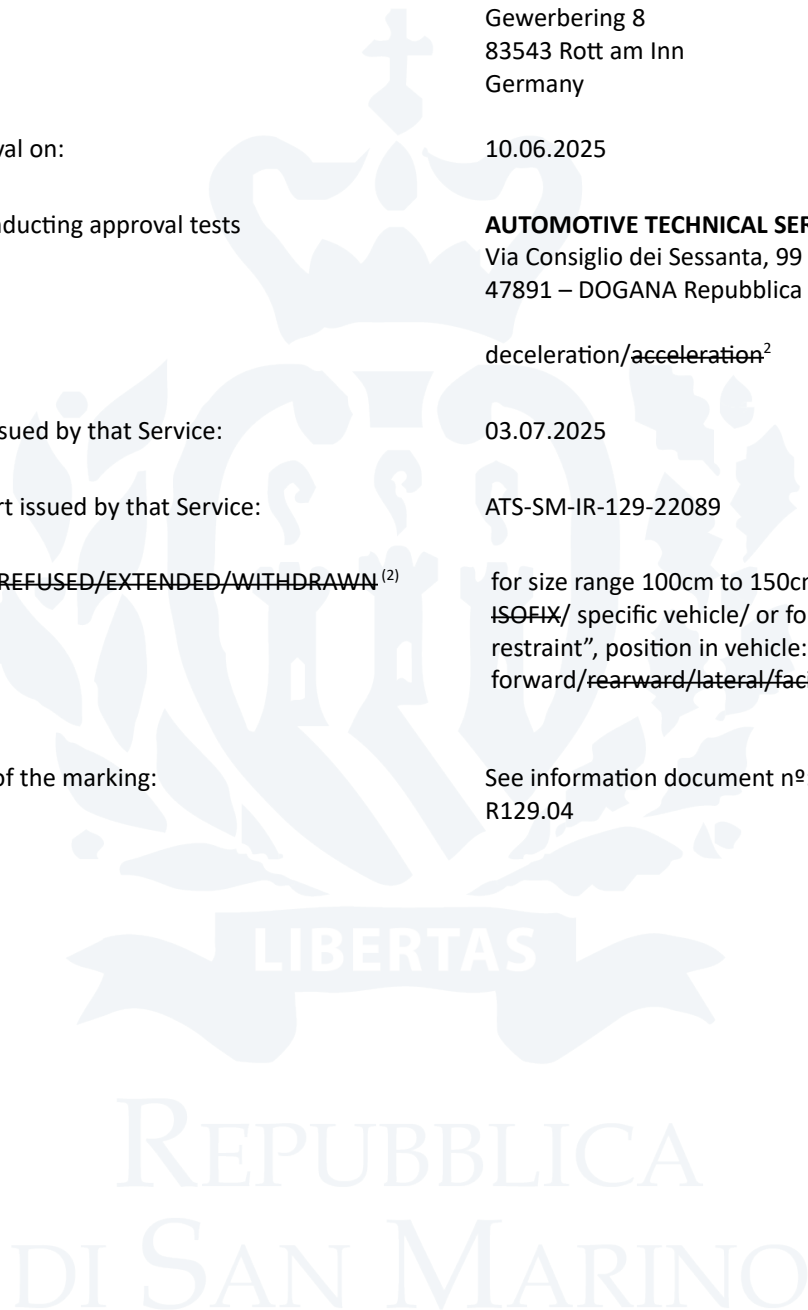 Gewerbering 8
83543 Rott am Inn
Germany
val on: 10.06.2025
nducting approval tests AUTOMOTIVE TECHNICAL SER
Via Consiglio dei Sessanta, 99
47891 – DOGANA Repubblica
deceleration/acceleration²
ssued by that Service: 03.07.2025
rt issued by that Service: ATS-SM-IR-129-22089
REFUSED/EXTENDED/WITHDRAWN (2) for size range 100cm to 150cm
ISOFIX/ specific vehicle/ or fo
restraint”, position in vehicle:
forward/rearward/lateral/faci
of the marking: See information document nº
R129.04
LIBERTAS
REPUBBLICA
DI SAN MARINO